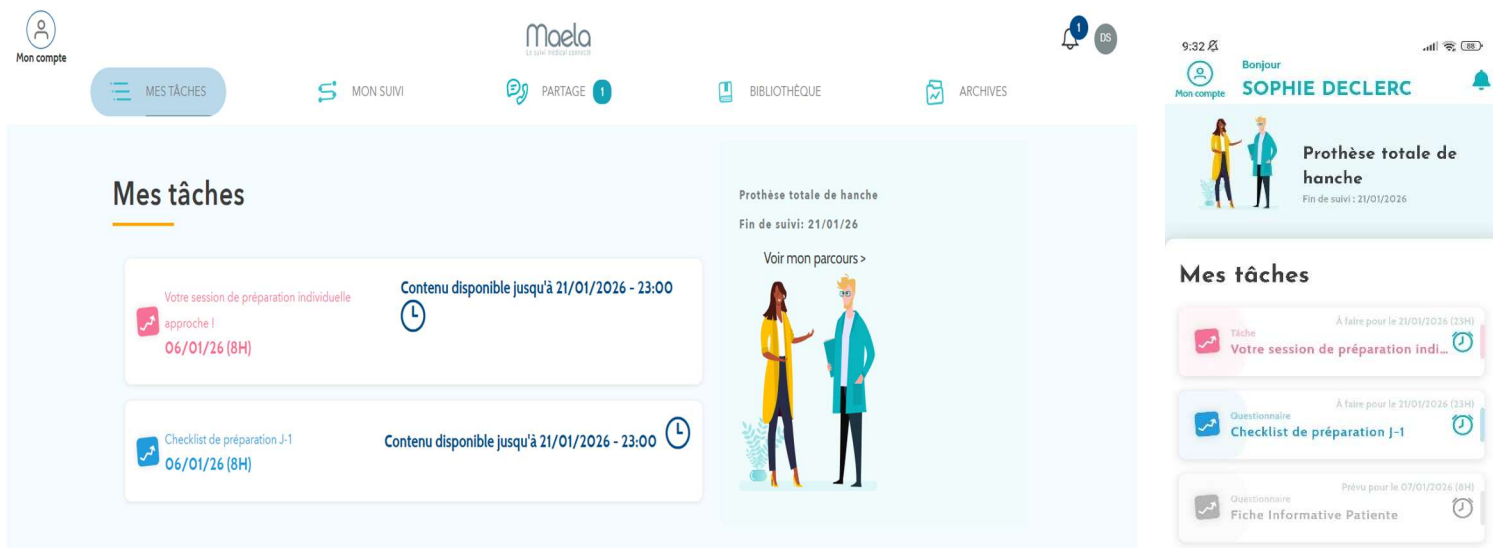 Mon compte
Maela
Le suivi médical connecté
1
DS
MES TÂCHES
MON SUIVI
PARTAGE 1
BIBLIOTHÈQUE
ARCHIVES
Mes tâches
Votre session de préparation individuelle
approche !
06/01/26 (8H)
Contenu disponible jusqu'à 21/01/2026 - 23:00
Checklist de préparation J-1
06/01/26 (8H)
Contenu disponible jusqu'à 21/01/2026 - 23:00
Prothèse totale de hanche
Fin de suivi: 21/01/26
Voir mon parcours >
9:32
88
Mon compte
Bonjour
SOPHIE DECLERC
Prothèse totale de
hanche
Fin de suivi : 21/01/2026
Mes tâches
À faire pour le 21/01/2026 (23H)
Tâche
Votre session de préparation indi...
À faire pour le 21/01/2026 (23H)
Questionnaire
Checklist de préparation J-1
Prévu pour le 07/01/2026 (8H)
Questionnaire
Fiche Informative Patiente